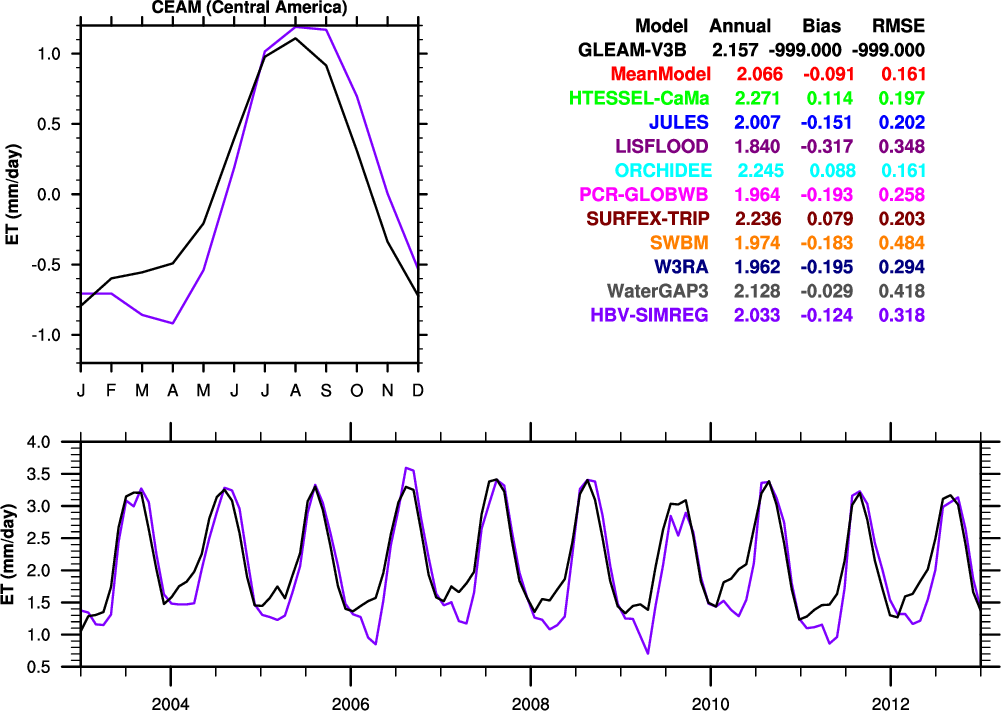 CEAM (Central America)
ET (mm/day)
1.0
0.5
0.0
-0.5
-1.0
J F M A M J J A S O N D
Model Annual Bias RMSE
GLEAM-V3B 2.157 -999.000 -999.000
MeanModel 2.066 -0.091 0.161
HTESSEL-CaMa 2.271 0.114 0.197
JULES 2.007 -0.151 0.202
LISFLOOD 1.840 -0.317 0.348
ORCHIDEE 2.245 0.088 0.161
PCR-GLOBWB 1.964 -0.193 0.258
SURFEX-TRIP 2.236 0.079 0.203
SWBM 1.974 -0.183 0.484
W3RA 1.962 -0.195 0.294
WaterGAP3 2.128 -0.029 0.418
HBV-SIMREG 2.033 -0.124 0.318
ET (mm/day)
4.0
3.5
3.0
2.5
2.0
1.5
1.0
0.5
2004 2006 2008 2010 2012